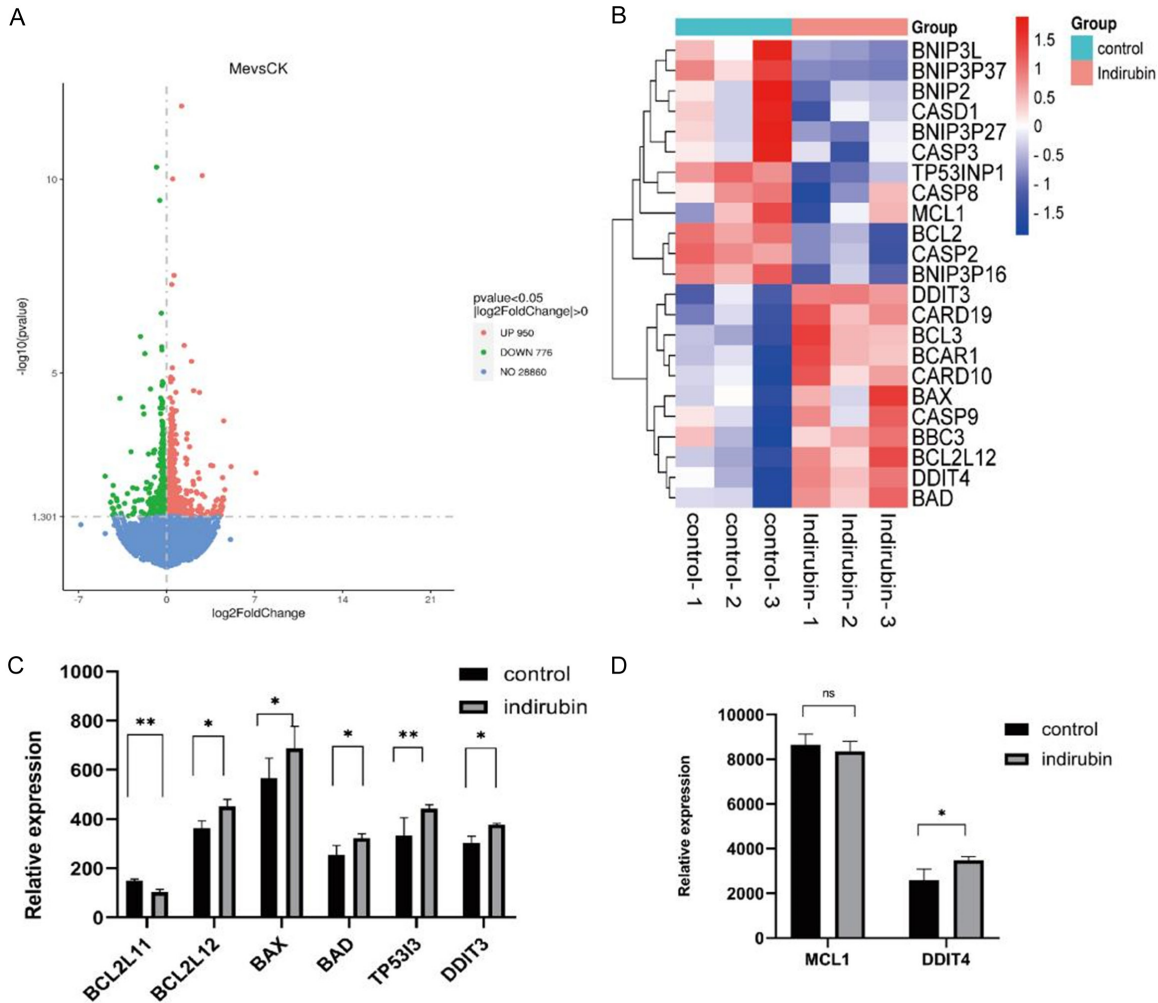 A
MevsCK
-log10(pvalue)
10
5
1.301
-7
0
7
14
21
log2FoldChange
pvalue<0.05
|log2FoldChange|>0
UP 950
DOWN 776
NO 28860
B
Group
BNIP3L
BNIP3P37
BNIP2
CASD1
BNIP3P27
CASP3
TP53INP1
CASP8
MCL1
BCL2
CASP2
BNIP3P16
DDIT3
CARD19
BCL3
BCAR1
CARD10
BAX
CASP9
BBC3
BCL2L12
DDIT4
BAD
control- 1
control- 2
control- 3
Indirubin- 1
Indirubin- 2
Indirubin- 3
1.5
1
0.5
0
- 0.5
- 1
- 1.5
Group
control
Indirubin
C
Relative expression
1000
800
600
400
200
0
**
*
*
*
**
*
control
indirubin
BCL2L11
BCL2L12
BAX
BAD
TP53I3
DDIT3
D
Relative expression
10000
8000
6000
4000
2000
0
ns
*
control
indirubin
MCL1
DDIT4